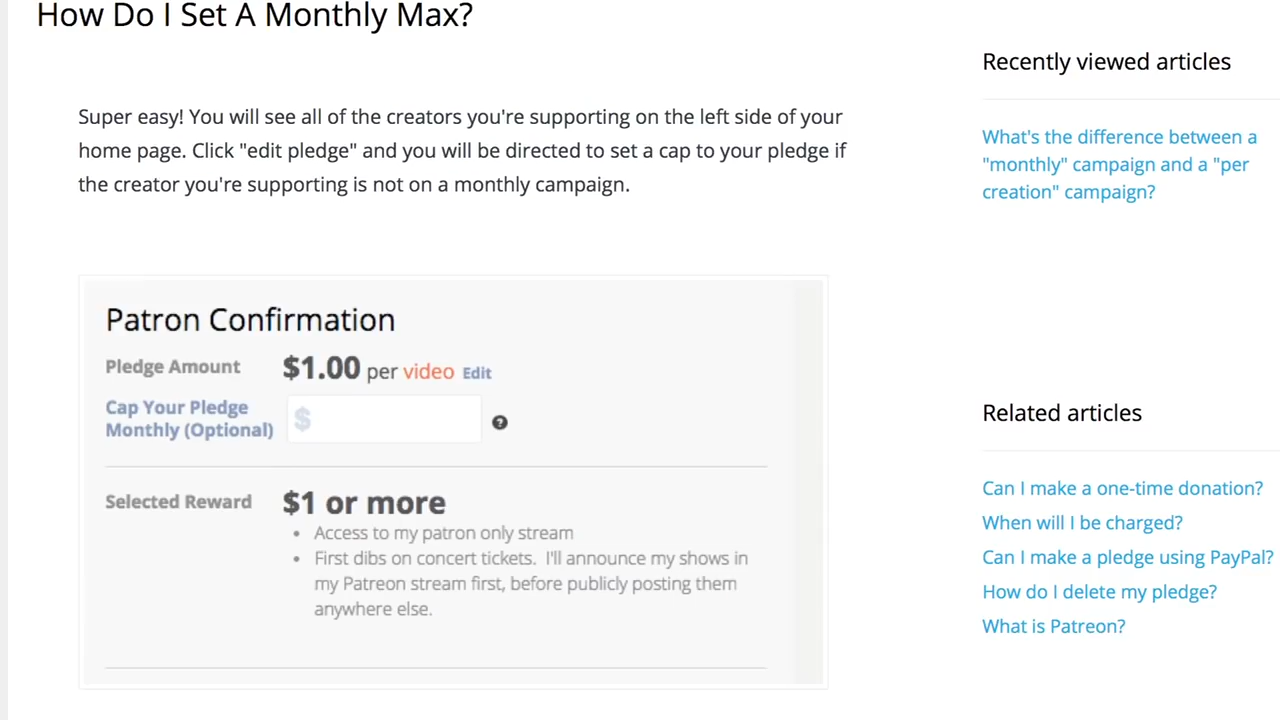 How Do I Set A Monthly Max?
Super easy! You will see all of the creators you're supporting on the left side of your
home page. Click "edit pledge" and you will be directed to set a cap to your pledge if
the creator you're supporting is not on a monthly campaign.
Patron Confirmation
Pledge Amount $1.00 per video Edit
Cap Your Pledge
Monthly (Optional) $ ?
Selected Reward $1 or more
• Access to my patron only stream
• First dibs on concert tickets. I'll announce my shows in
my Patreon stream first, before publicly posting them
anywhere else.
Recently viewed articles
What's the difference between a
"monthly" campaign and a "per
creation" campaign?
Related articles
Can I make a one-time donation?
When will I be charged?
Can I make a pledge using PayPal?
How do I delete my pledge?
What is Patreon?